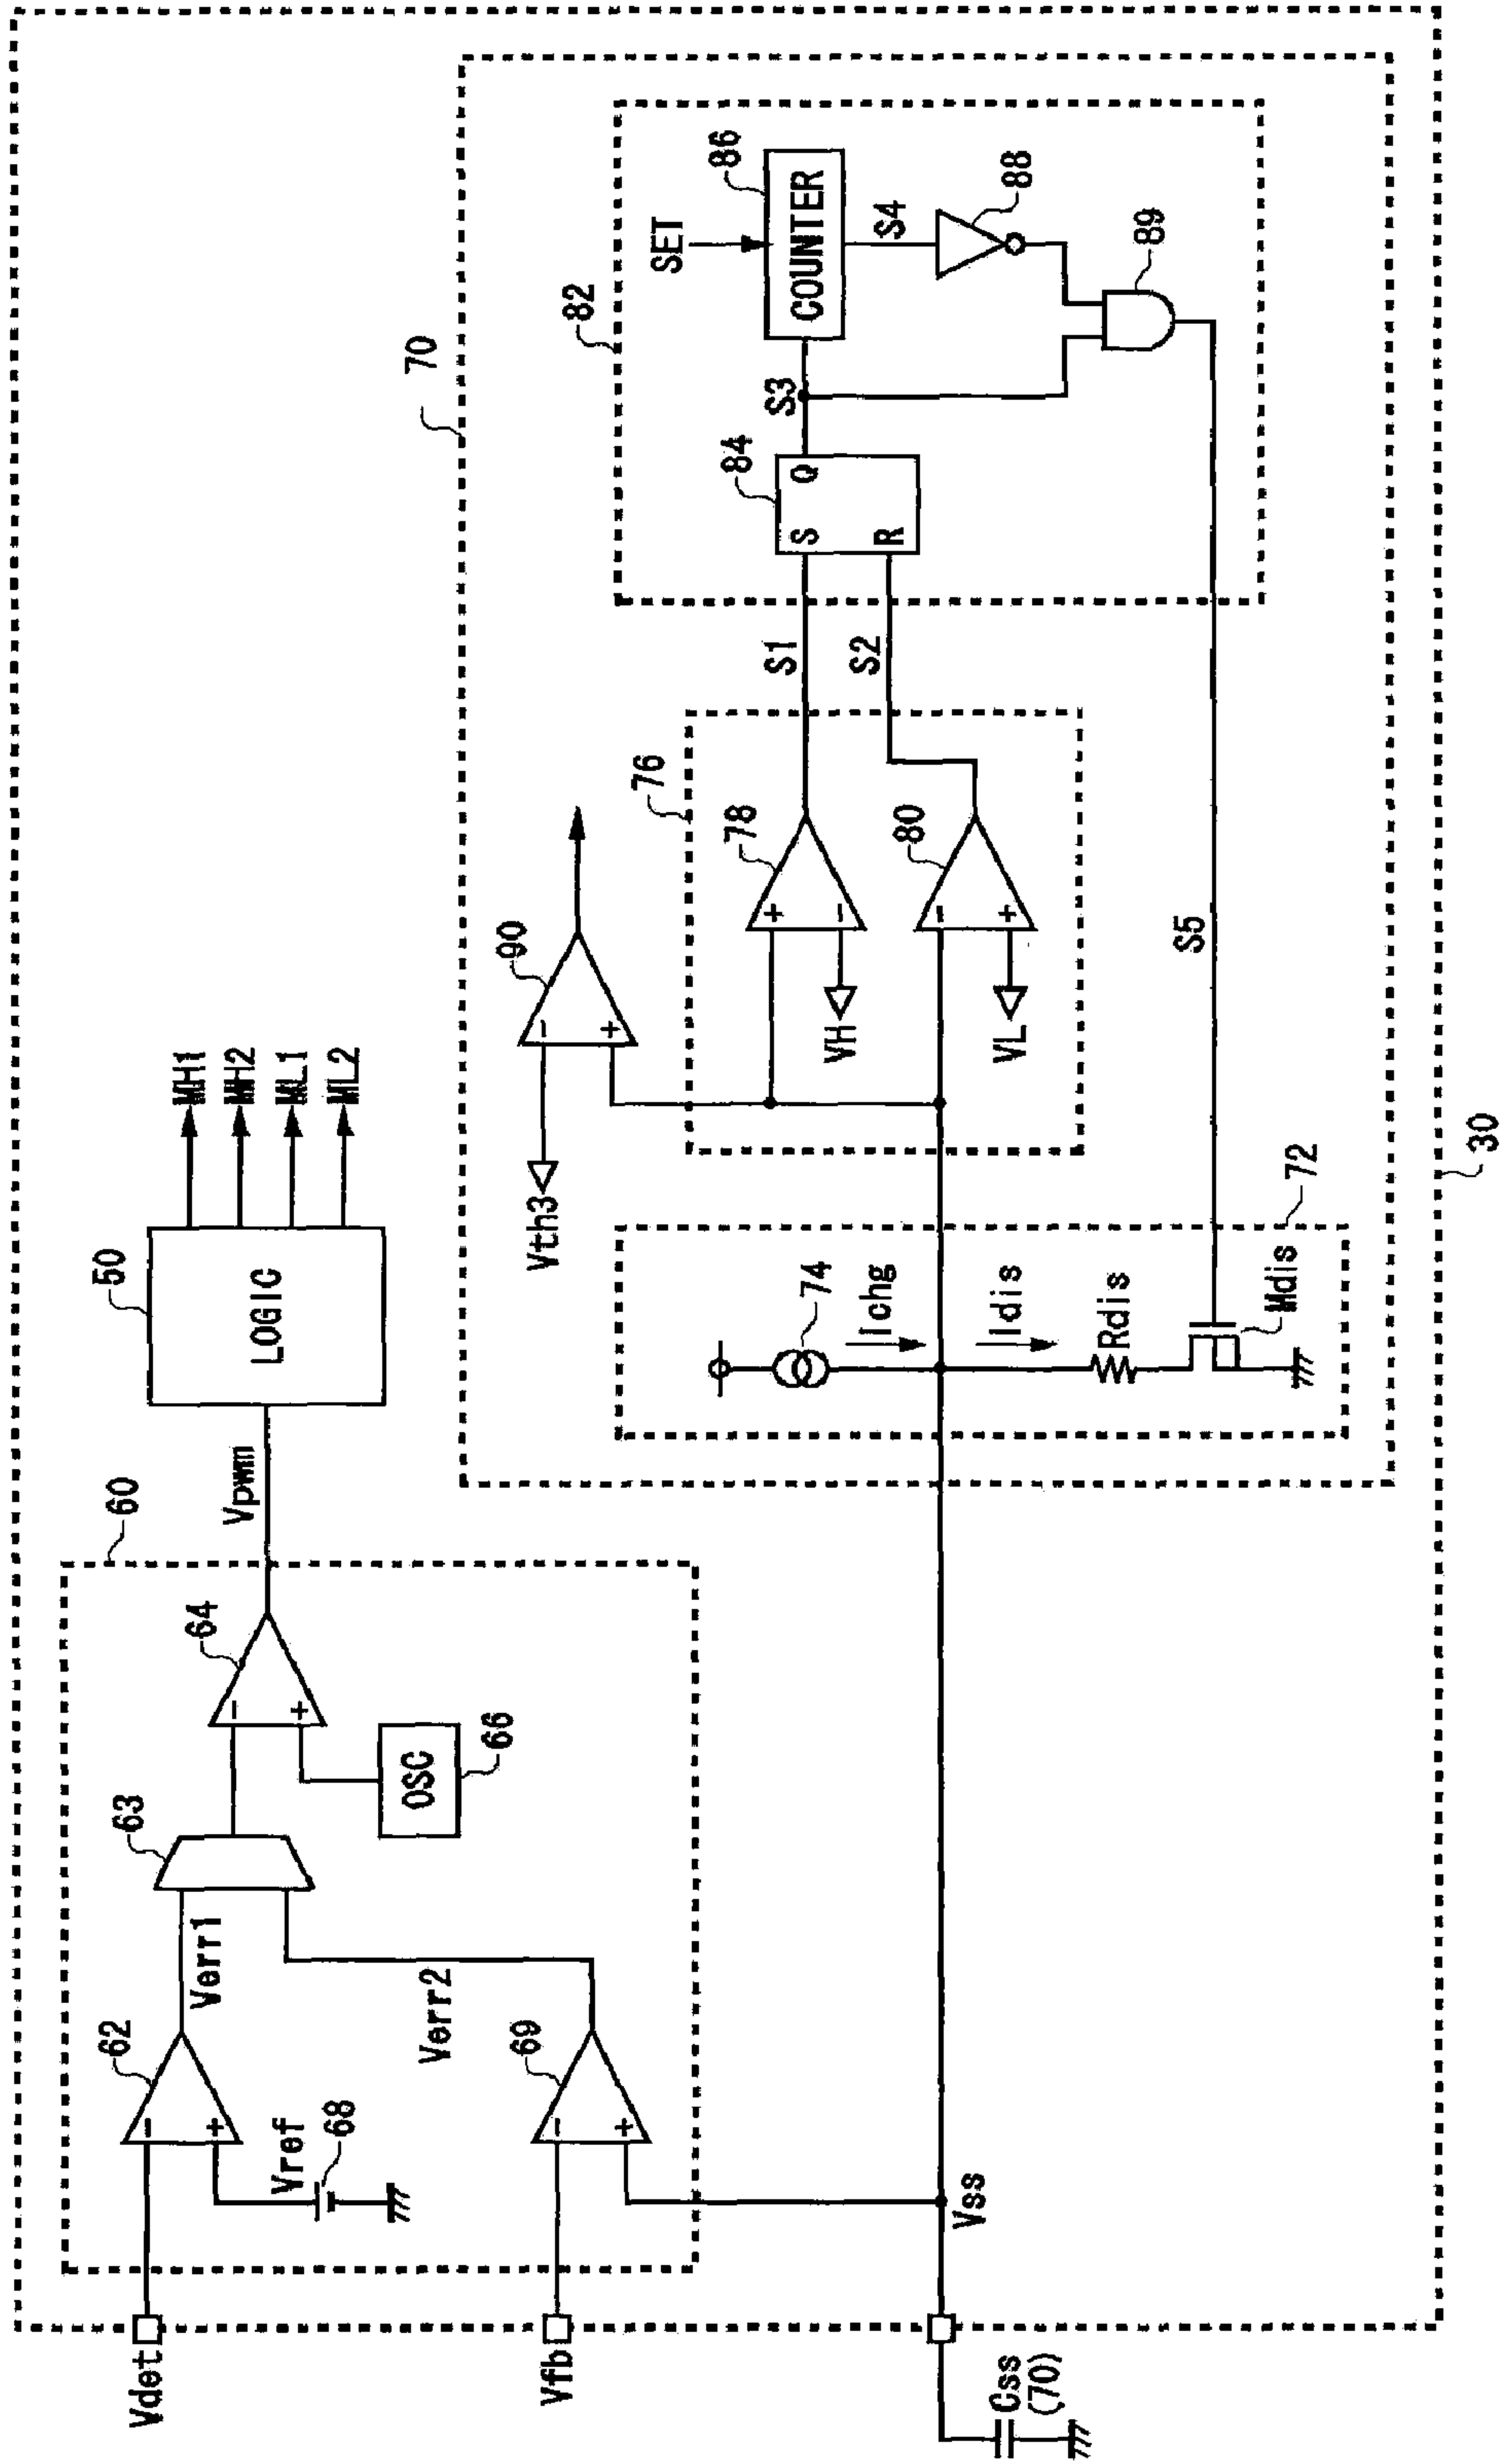 30
70
60
50
LOGIC
MH1
MH2
ML1
ML2
Vpwm
64
63
OSC
66
62
Verr1
Verr2
69
Vref
68
Vdet
Vfb
Css
(70)
Vss
Vth3
90
76
78
VH
80
VL
S1
S2
82
84
S
Q
R
S3
SET
86
COUNTER
S4
88
89
S5
72
74
Ichg
Idis
Rdis
Mdis